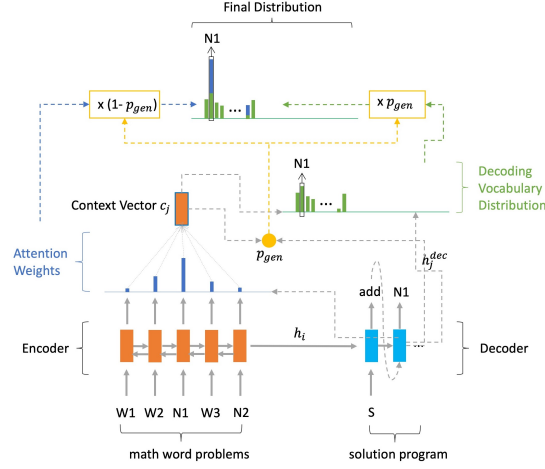 Final Distribution
N1
x (1- p_gen)
...
x p_gen
N1
...
Decoding
Vocabulary
Distribution
Context Vector c_j
p_gen
Attention
Weights
h_j^dec
add
N1
Encoder
h_i
...
Decoder
W1
W2
N1
W3
N2
S
math word problems
solution program